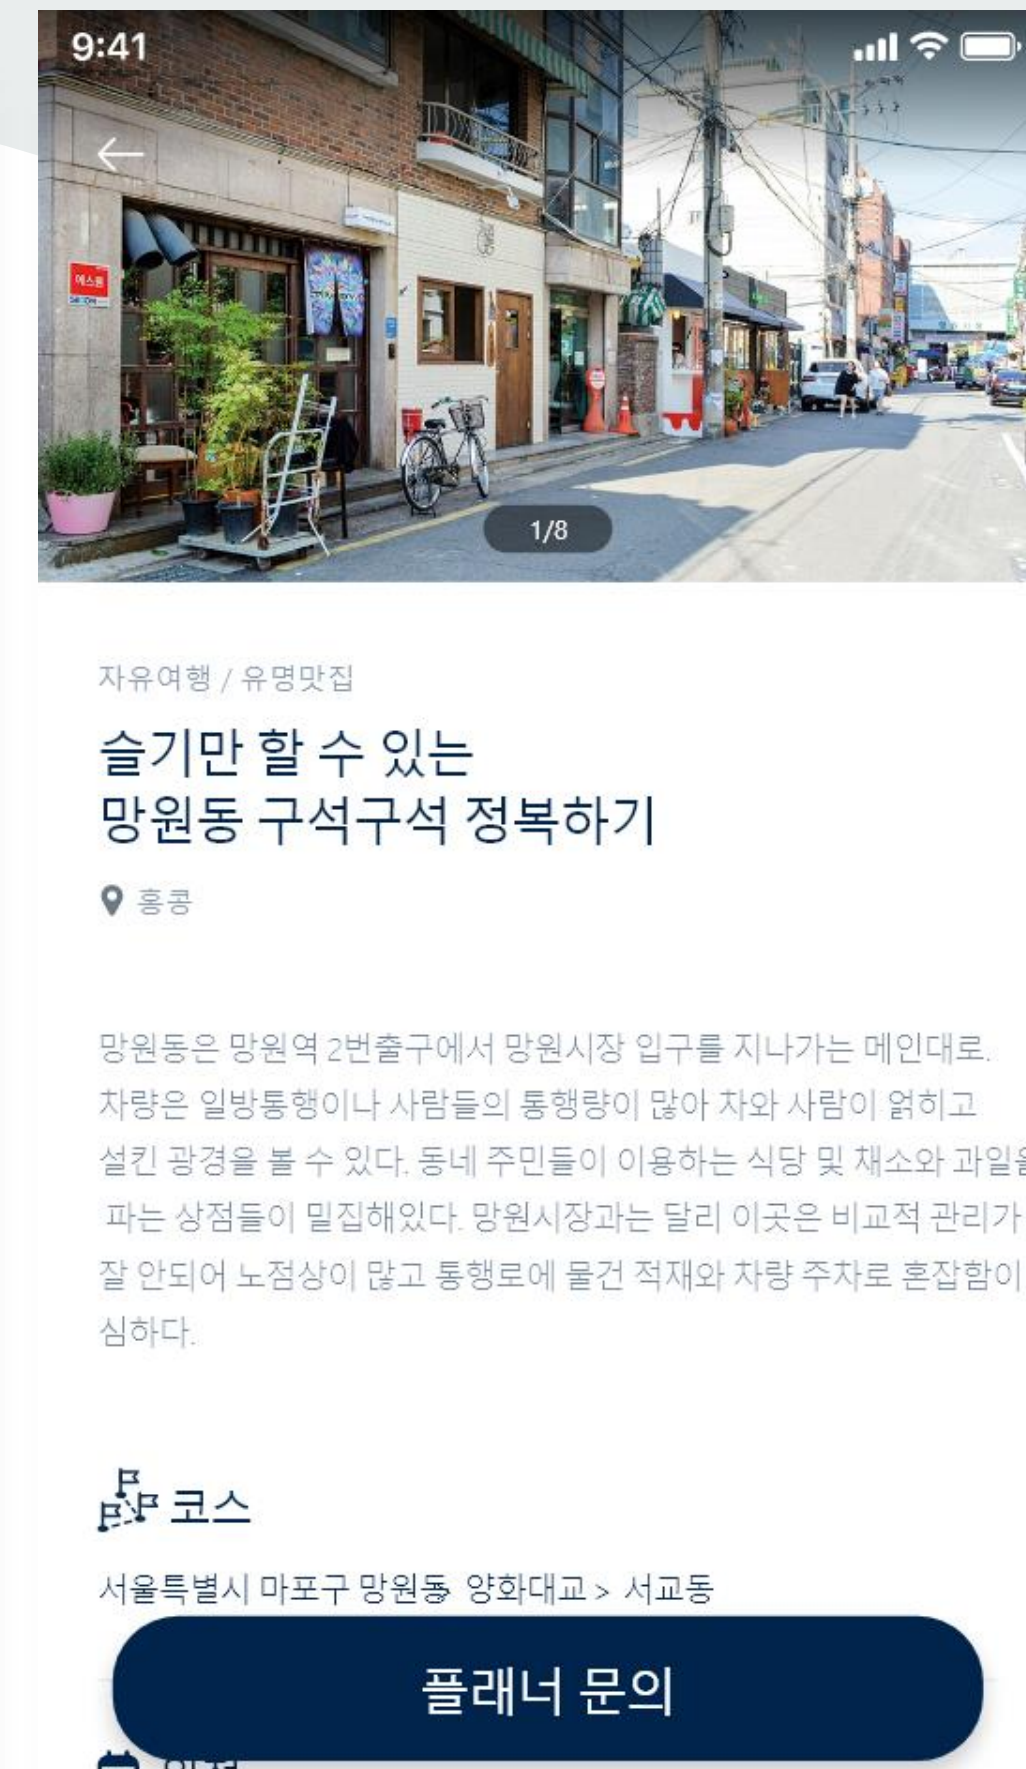 9:41
에스원
SECOM
1/8
자유여행 / 유명맛집
슬기만 할 수 있는
망원동 구석구석 정복하기
홍콩
망원동은 망원역 2번출구에서 망원시장 입구를 지나가는 메인대로.
차량은 일방통행이나 사람들의 통행량이 많아 차와 사람이 얽히고
설킨 광경을 볼 수 있다. 동네 주민들이 이용하는 식당 및 채소와 과일을
파는 상점들이 밀집해있다. 망원시장과는 달리 이곳은 비교적 관리가
잘 안되어 노점상이 많고 통행로에 물건 적재와 차량 주차로 혼잡함이
심하다.
코스
서울특별시 마포구 망원동 > 양화대교 > 서교동
플래너 문의